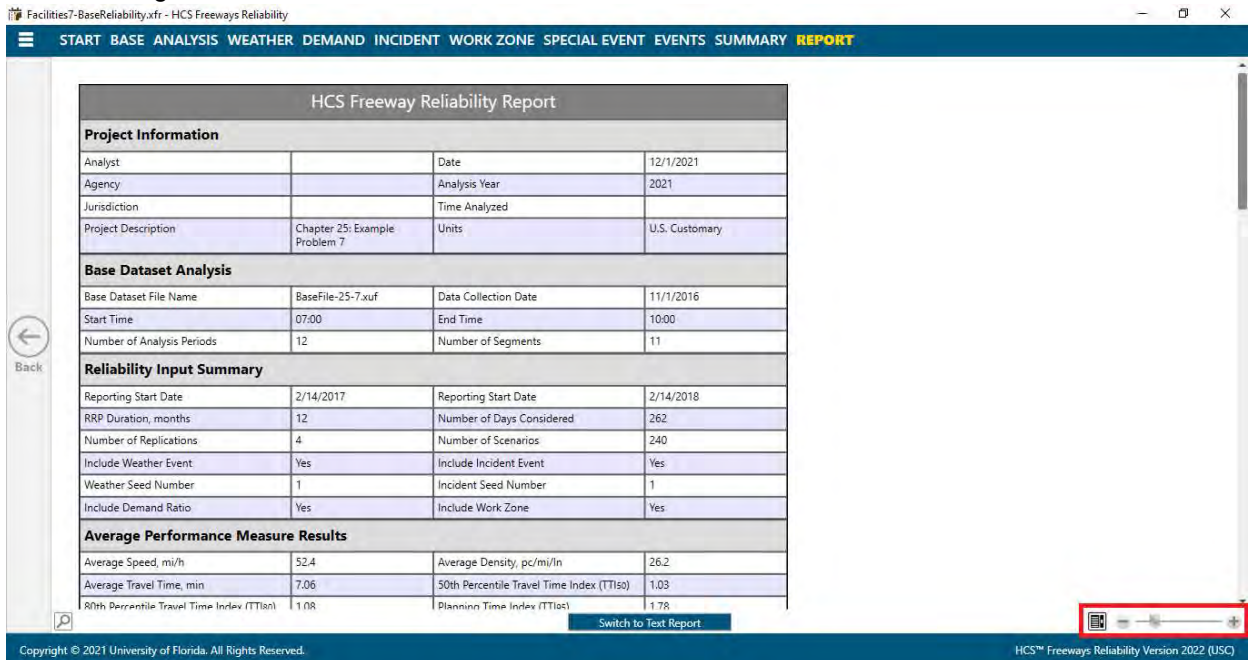 Facilities7-BaseReliability.xfr - HCS Freeways Reliability
START BASE ANALYSIS WEATHER DEMAND INCIDENT WORK ZONE SPECIAL EVENT EVENTS SUMMARY REPORT
HCS Freeway Reliability Report
Project Information
Analyst Date 12/1/2021
Agency Analysis Year 2021
Jurisdiction Time Analyzed
Project Description Chapter 25: Example Units U.S. Customary
Problem 7
Base Dataset Analysis
Base Dataset File Name BaseFile-25-7.xuf Data Collection Date 11/1/2016
Start Time 07:00 End Time 10:00
Number of Analysis Periods 12 Number of Segments 11
Back
Reliability Input Summary
Reporting Start Date 2/14/2017 Reporting Start Date 2/14/2018
RRP Duration, months 12 Number of Days Considered 262
Number of Replications 4 Number of Scenarios 240
Include Weather Event Yes Include Incident Event Yes
Weather Seed Number 1 Incident Seed Number 1
Include Demand Ratio Yes Include Work Zone Yes
Average Performance Measure Results
Average Speed, mi/h 52.4 Average Density, pc/mi/ln 26.2
Average Travel Time, min 7.06 50th Percentile Travel Time Index (TTI50) 1.03
80th Percentile Travel Time Index (TTI80) 1.08 Planning Time Index (TTI95) 1.78
Switch to Text Report
Copyright © 2021 University of Florida. All Rights Reserved. HCS™ Freeways Reliability Version 2022 (USC)